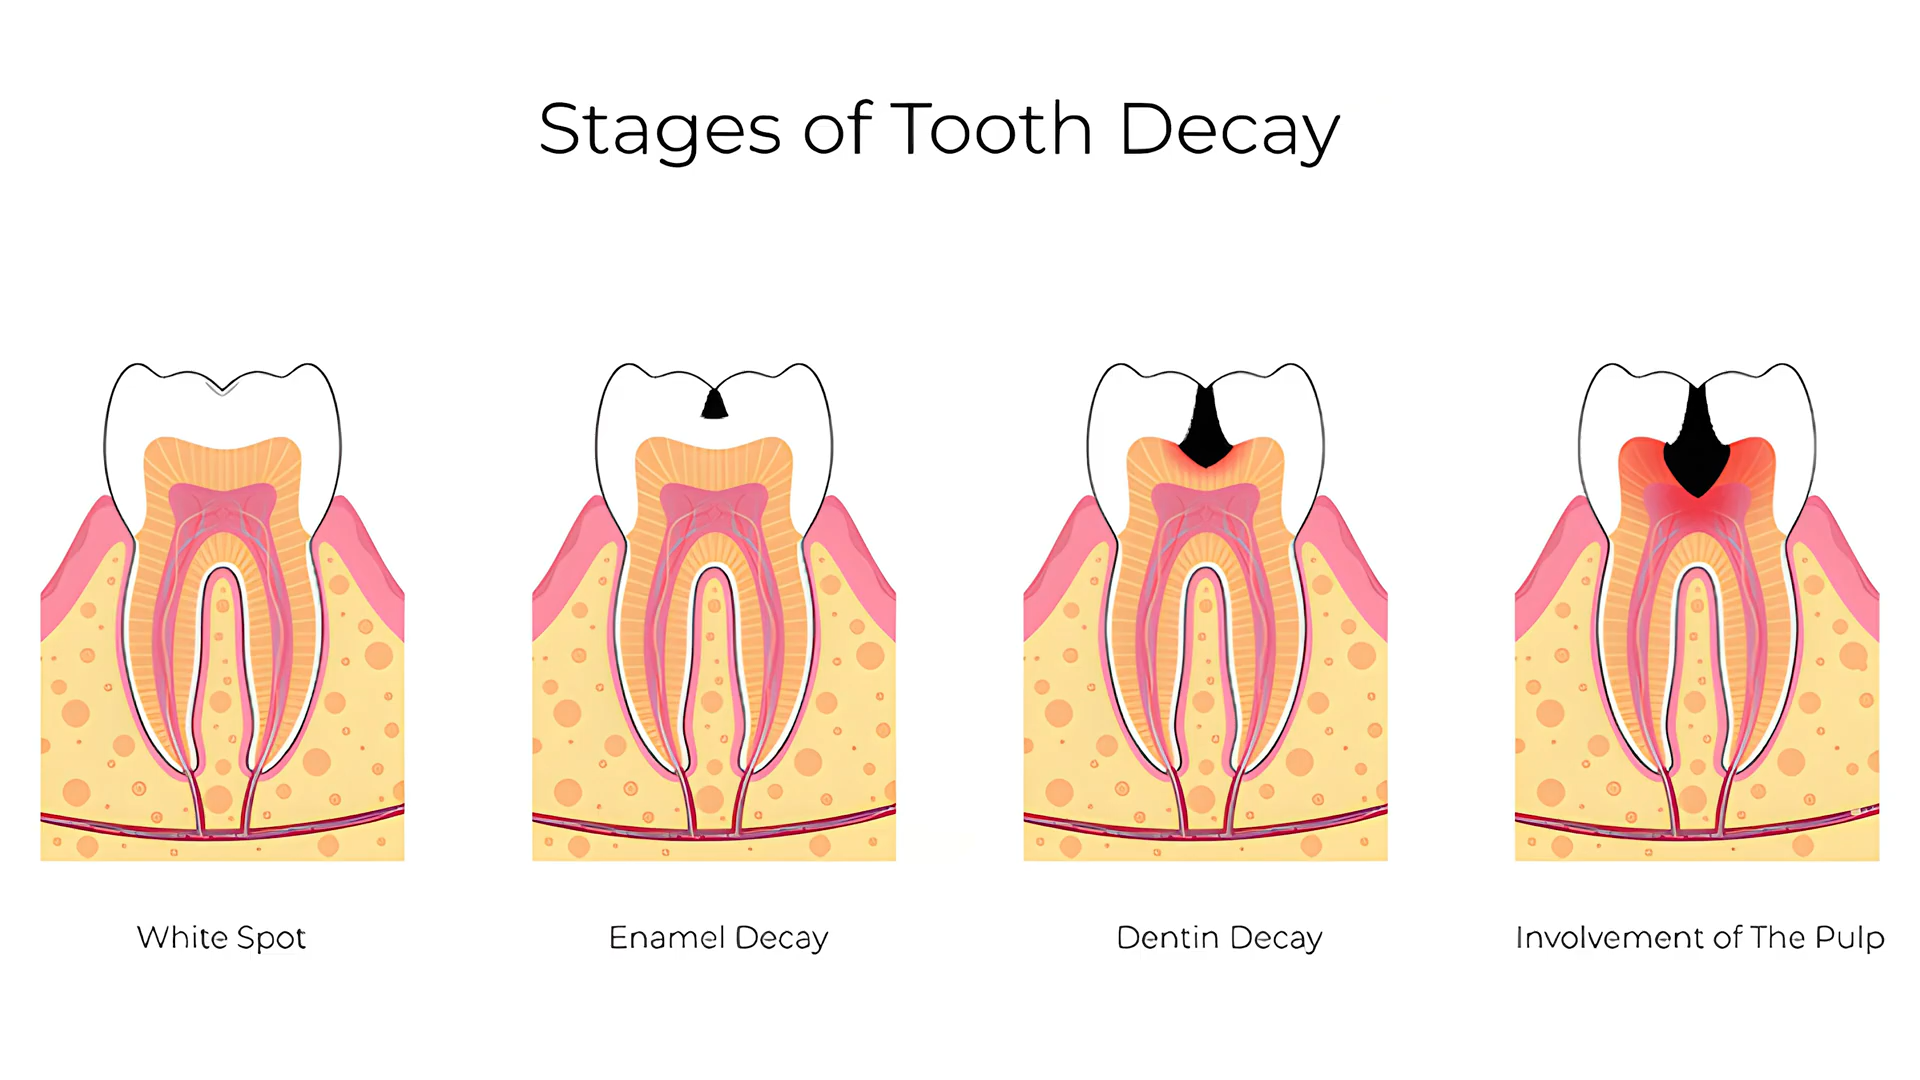 Stages of Tooth Decay
White Spot
Enamel Decay
Dentin Decay
Involvement of The Pulp